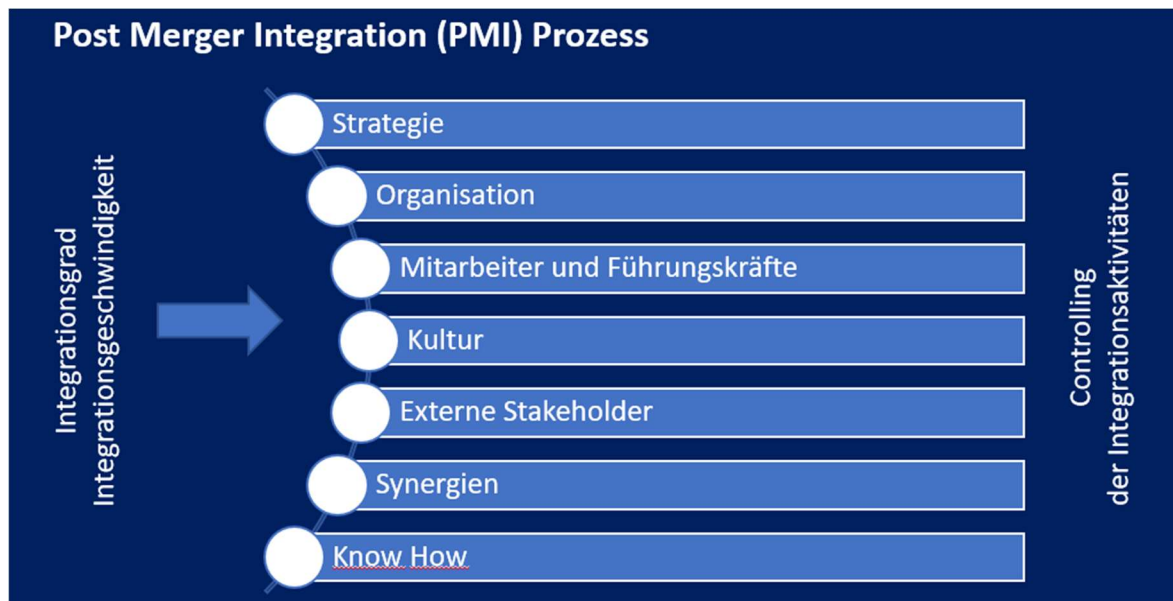 Post Merger Integration (PMI) Prozess
Integrationsgrad
Integrationsgeschwindigkeit
Strategie
Organisation
Mitarbeiter und Führungskräfte
Kultur
Externe Stakeholder
Synergien
Know How
Controlling
der Integrationsaktivitäten